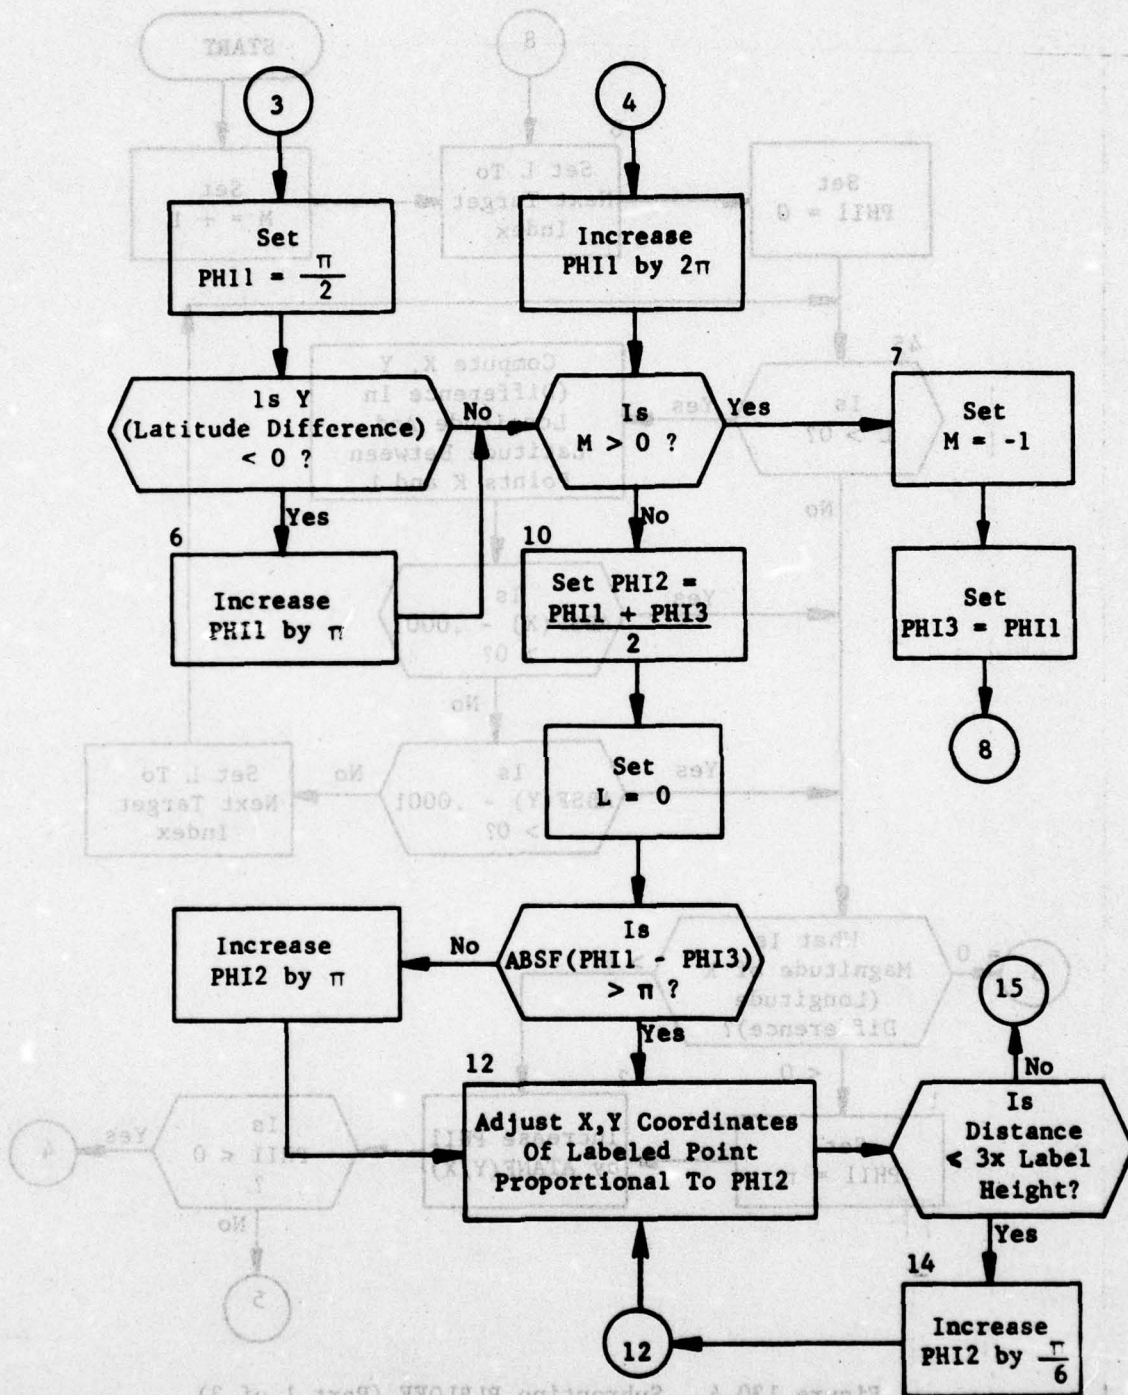 3
4
Set
PHI1 = π
2
Increase
PHI1 by 2π
7
Is Y
(Latitude Difference)
< 0 ?
No
Is
M > 0 ?
Yes
Set
M = -1
Yes
No
6
Increase
PHI1 by π
10
Set PHI2 =
PHI1 + PHI3
2
Set
PHI3 = PHI1
8
Set
L = 0
Increase
PHI2 by π
No
Is
ABSF(PHI1 - PHI3)
> π ?
Yes
15
No
12
Adjust X,Y Coordinates
Of Labeled Point
Proportional To PHI2
Is
Distance
< 3x Label
Height?
Yes
14
Increase
PHI2 by π
6
12